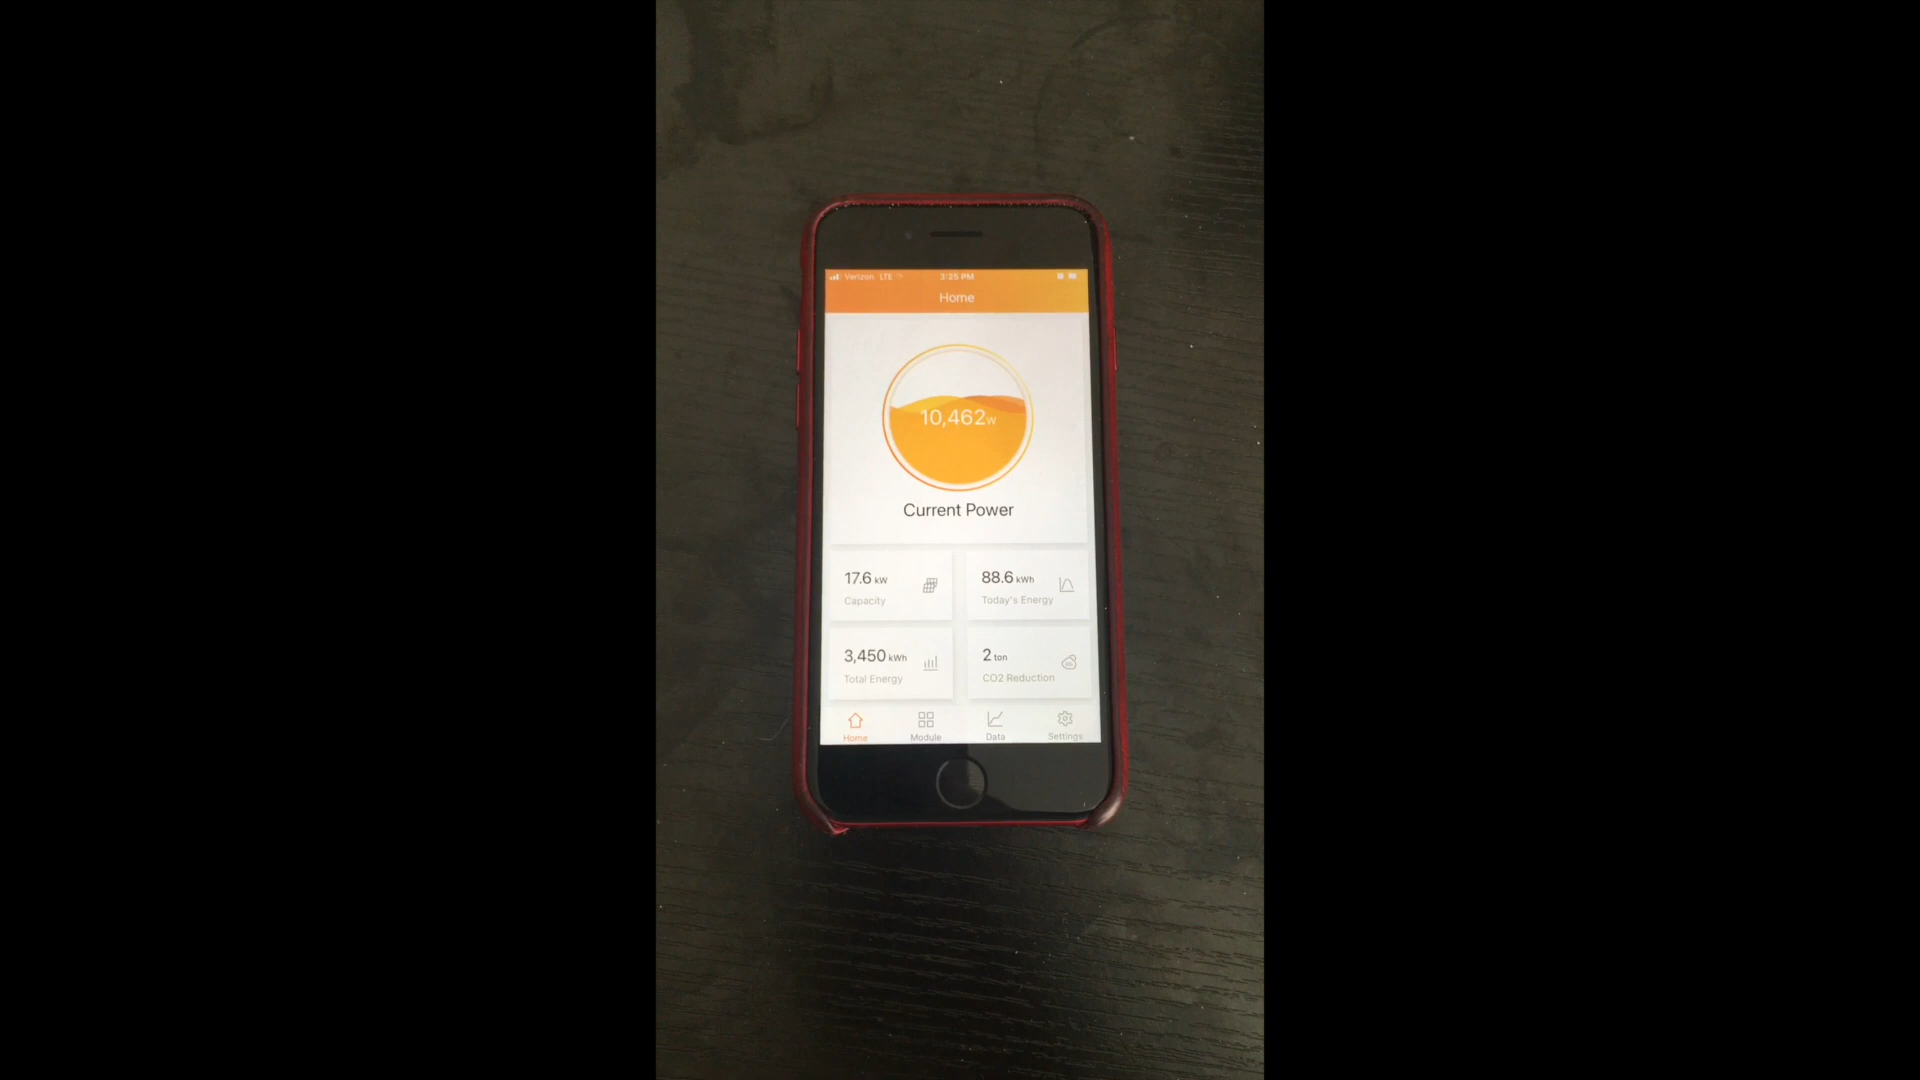 Verizon LTE 3:25 PM
Home
10,462W
Current Power
17.6 kW
Capacity
88.6 kWh
Today's Energy
3,450 kWh
Total Energy
2 ton
CO2 Reduction
Home Module Data Settings